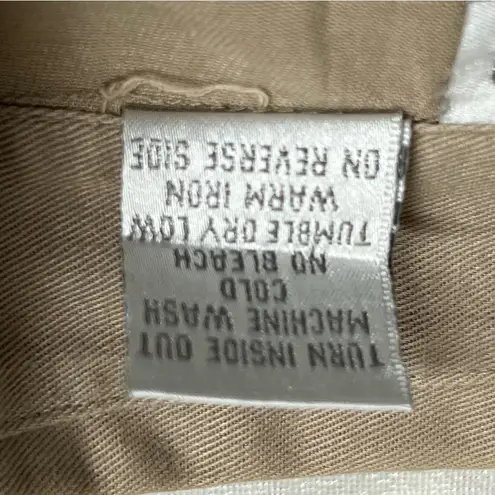 TURN INSIDE OUT
MACHINE WASH
COLD
NO BLEACH
TUMBLE DRY LOW
WARM IRON
ON REVERSE SIDE